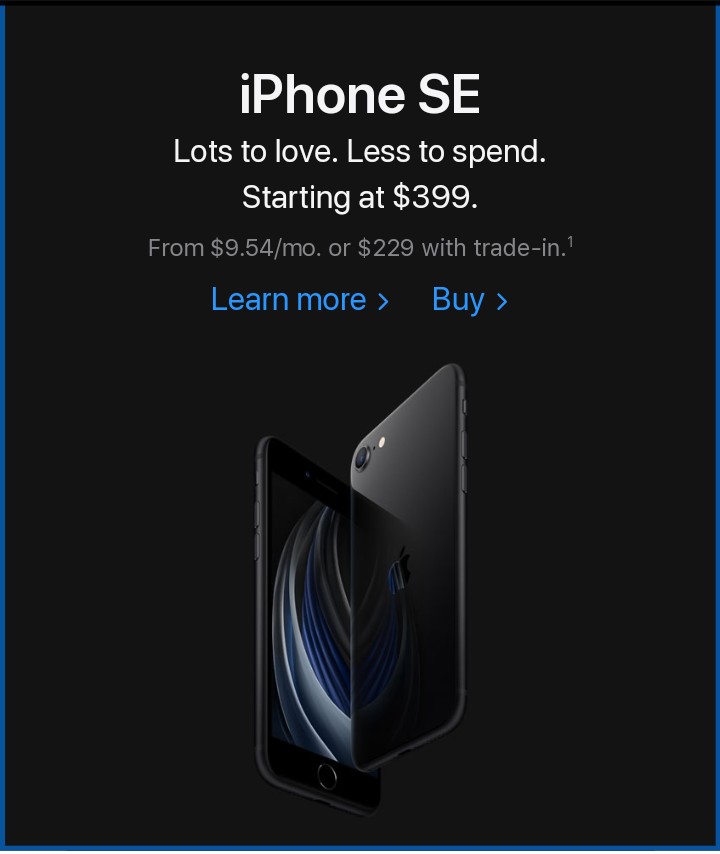 iPhone SE
Lots to love. Less to spend.
Starting at $399.
From $9.54/mo. or $229 with trade-in.¹
Learn more > Buy >